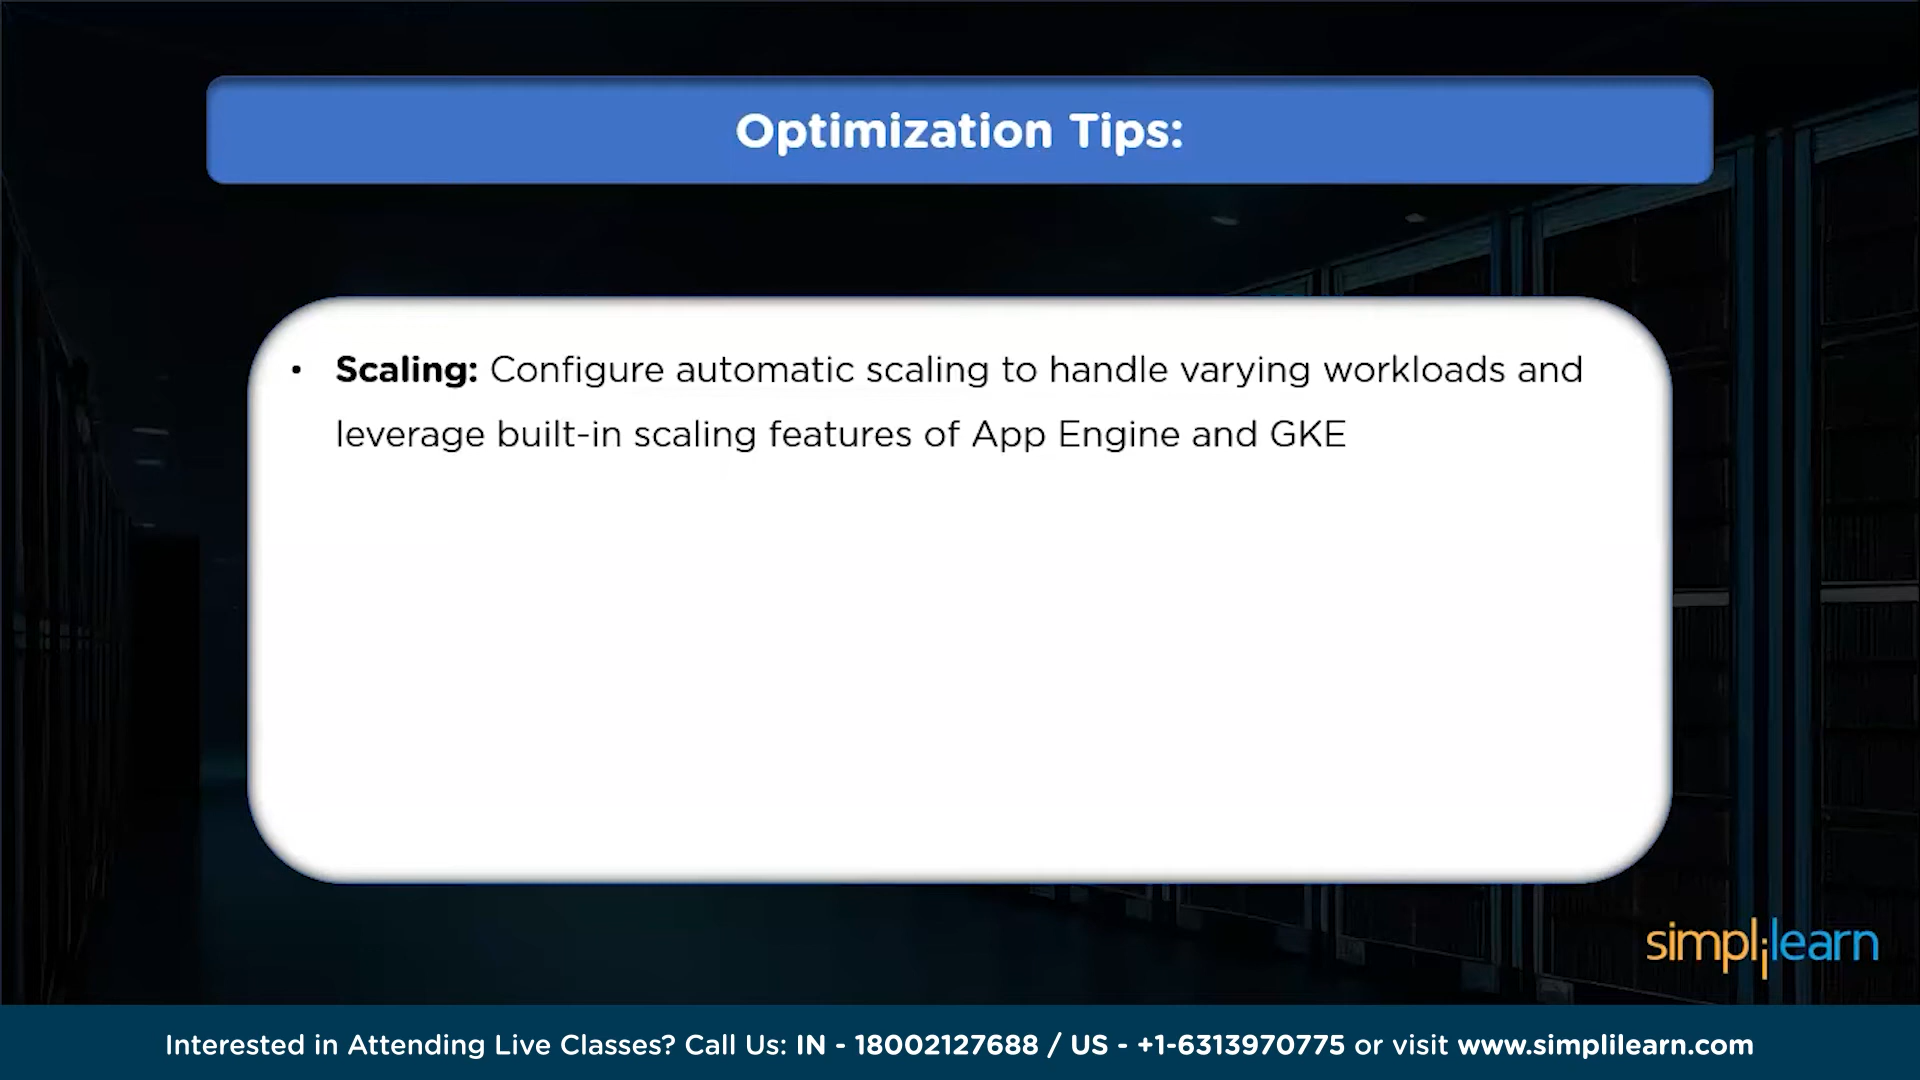 Optimization Tips:
• Scaling: Configure automatic scaling to handle varying workloads and
leverage built-in scaling features of App Engine and GKE
simplilearn
Interested in Attending Live Classes? Call Us: IN - 18002127688 / US - +1-6313970775 or visit www.simplilearn.com